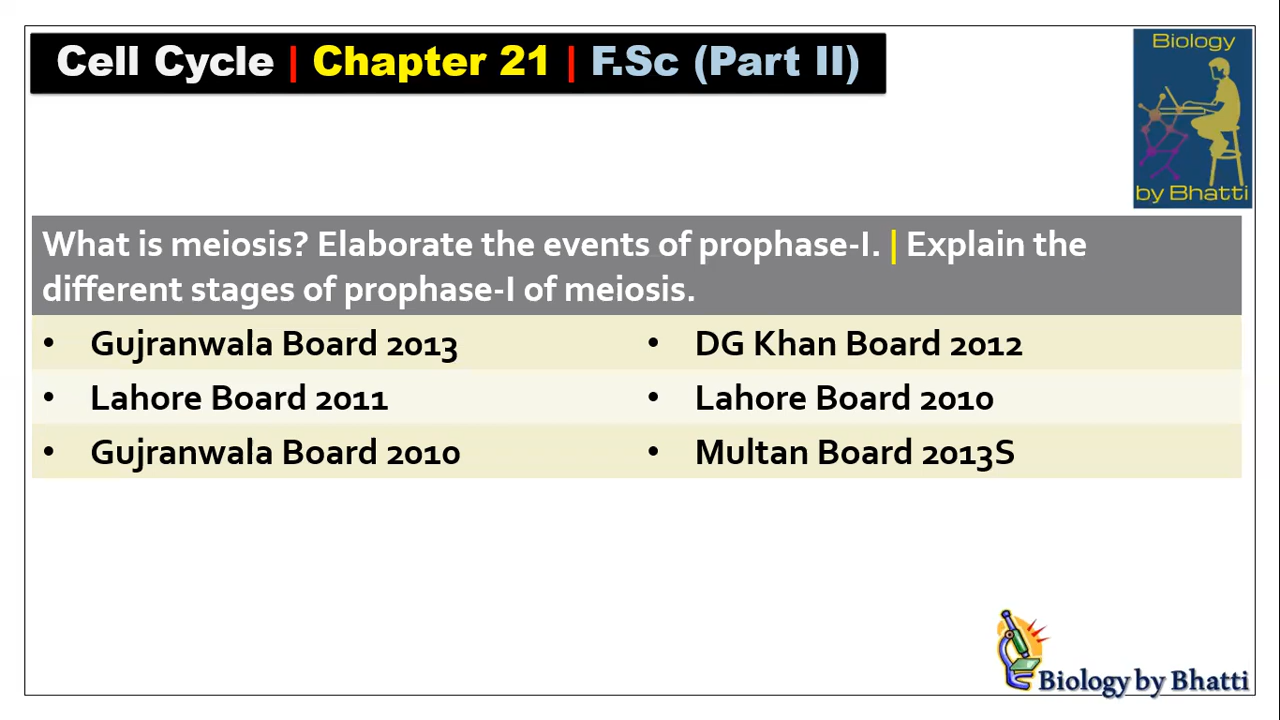 Cell Cycle | Chapter 21 | F.Sc (Part II)
Biology
by Bhatti
What is meiosis? Elaborate the events of prophase-I. | Explain the
different stages of prophase-I of meiosis.
• Gujranwala Board 2013 • DG Khan Board 2012
• Lahore Board 2011 • Lahore Board 2010
• Gujranwala Board 2010 • Multan Board 2013S
Biology by Bhatti